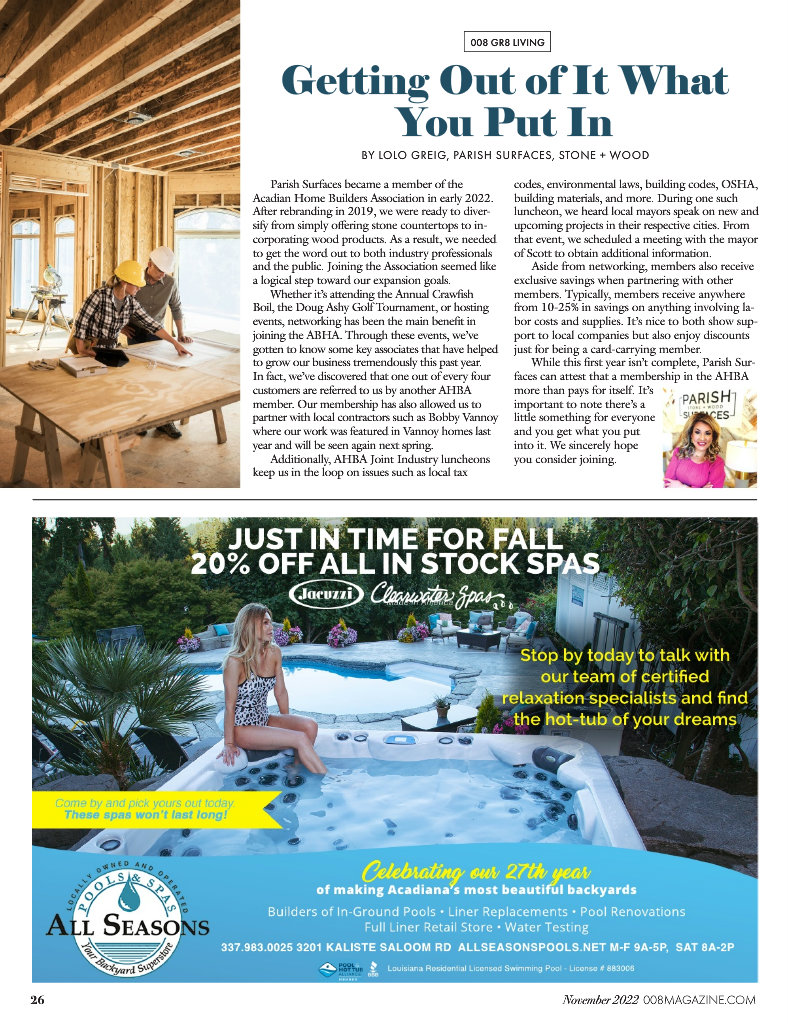 008 GR8 LIVING
Getting Out of It What
You Put In
BY LOLO GREIG, PARISH SURFACES, STONE + WOOD
Parish Surfaces became a member of the
Acadian Home Builders Association in early 2022.
After rebranding in 2019, we were ready to diver-
sify from simply offering stone countertops to in-
corporating wood products. As a result, we needed
to get the word out to both industry professionals
and the public. Joining the Association seemed like
a logical step toward our expansion goals.
Whether it's attending the Annual Crawfish
Boil, the Doug Ashy Golf Tournament, or hosting
events, networking has been the main benefit in
joining the ABHA. Through these events, we've
gotten to know some key associates that have helped
to grow our business tremendously this past year.
In fact, we've discovered that one out of every four
customers are referred to us by another AHBA
member. Our membership has also allowed us to
partner with local contractors such as Bobby Vannoy
where our work was featured in Vannoy homes last
year and will be seen again next spring.
Additionally, AHBA Joint Industry luncheons
keep us in the loop on issues such as local tax
codes, environmental laws, building codes, OSHA,
building materials, and more. During one such
luncheon, we heard local mayors speak on new and
upcoming projects in their respective cities. From
that event, we scheduled a meeting with the mayor
of Scott to obtain additional information.
Aside from networking, members also receive
exclusive savings when partnering with other
members. Typically, members receive anywhere
from 10-25% in savings on anything involving la-
bor costs and supplies. It's nice to both show sup-
port to local companies but also enjoy discounts
just for being a card-carrying member.
While this first year isn't complete, Parish Sur-
faces can attest that a membership in the AHBA
more than pays for itself. It's
important to note there's a
little something for everyone
and you get what you put
into it. We sincerely hope
you consider joining.
PARISH
STONE + WOOD
SURFACES
JUST IN TIME FOR FALL
20% OFF ALL IN STOCK SPAS
Jacuzzi Clearwater Spas
Made in America
Stop by today to talk with
our team of certified
relaxation specialists and find
the hot-tub of your dreams
Come by and pick yours out today.
These spas won't last long!
Celebrating our 27th year
of making Acadiana's most beautiful backyards
LOCALLY OWNED AND OPERATED
POOLS & SPAS
ALL SEASONS
Your Backyard Superstore
Builders of In-Ground Pools • Liner Replacements • Pool Renovations
Full Liner Retail Store • Water Testing
337.983.0025 3201 KALISTE SALOOM RD ALLSEASONSPOOLS.NET M-F 9A-5P, SAT 8A-2P
POOL &
HOT TUB
ALLIANCE
MEMBER
BBB
Louisiana Residential Licensed Swimming Pool - License # 883006
26
November 2022 008MAGAZINE.COM